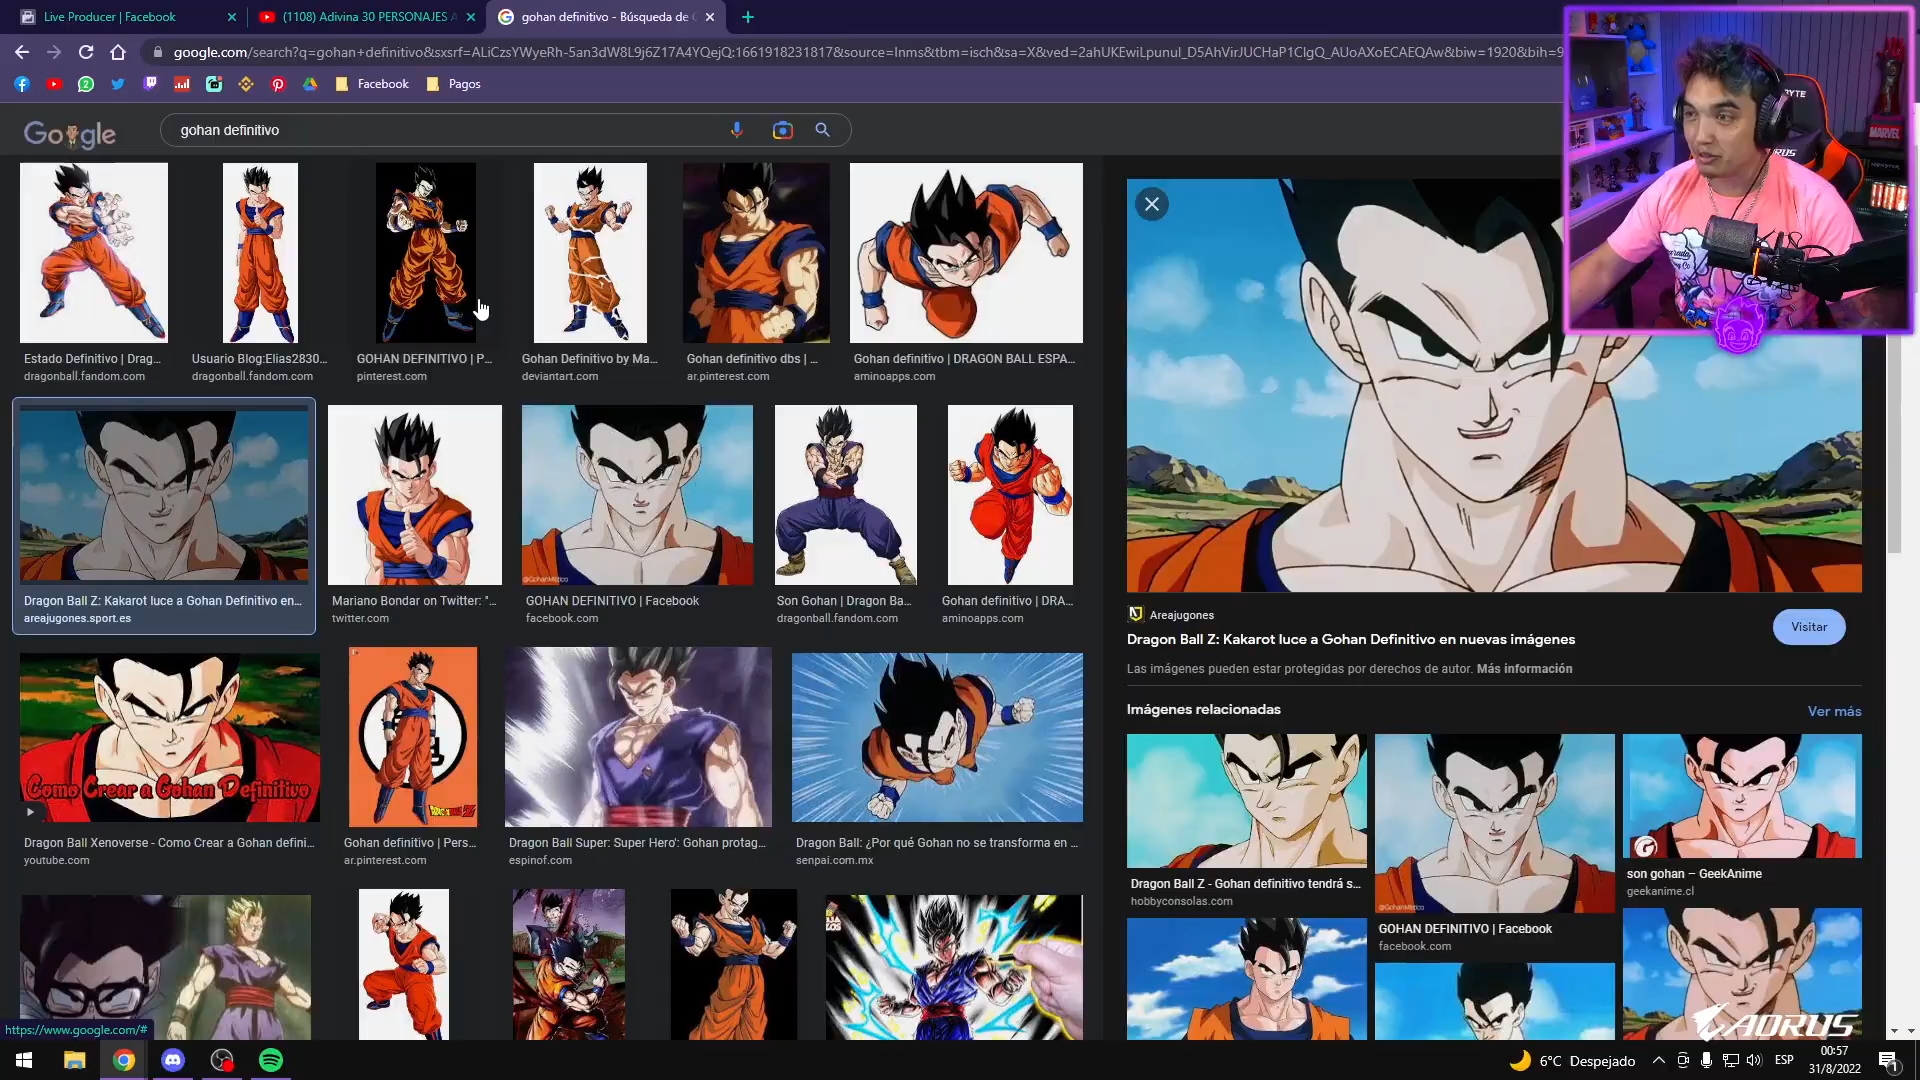 Live Producer | Facebook
(1108) Adivina 30 PERSONAJES A
gohan definitivo - Búsqueda de G
google.com/search?q=gohan+definitivo&sxsrf=ALiCzsYWyeRh-5an3dW8L9j6Z17A4YQejQ:1661918231817&source=lnms&tbm=isch&sa=X&ved=2ahUKEwiLpunul_D5AhVirJUCHaP1CIgQ_AUoAXoECAEQAw&biw=1920&bih=9
Facebook
Pagos
Google
gohan definitivo
Estado Definitivo | Drag...
dragonball.fandom.com
Usuario Blog:Elias2830...
dragonball.fandom.com
GOHAN DEFINITIVO | P...
pinterest.com
Gohan Definitivo by Ma...
deviantart.com
Gohan definitivo dbs | ...
ar.pinterest.com
Gohan definitivo | DRAGON BALL ESPA...
aminoapps.com
Dragon Ball Z: Kakarot luce a Gohan Definitivo en...
areajugones.sport.es
Mariano Bondar on Twitter: "...
twitter.com
@GohanMistico
GOHAN DEFINITIVO | Facebook
facebook.com
Son Gohan | Dragon Ba...
dragonball.fandom.com
Gohan definitivo | DRA...
aminoapps.com
Como Crear a Gohan Definitivo
Dragon Ball Xenoverse - Como Crear a Gohan defini...
youtube.com
Gohan definitivo | Pers...
ar.pinterest.com
Dragon Ball Super: Super Hero': Gohan protag...
espinof.com
Dragon Ball: ¿Por qué Gohan no se transforma en ...
senpai.com.mx
https://www.google.com/#
Areajugones
Dragon Ball Z: Kakarot luce a Gohan Definitivo en nuevas imágenes
Visitar
Las imágenes pueden estar protegidas por derechos de autor. Más información
Imágenes relacionadas
Ver más
Dragon Ball Z - Gohan definitivo tendrá s...
hobbyconsolas.com
@GohanMistico
GOHAN DEFINITIVO | Facebook
facebook.com
son gohan – GeekAnime
geekanime.cl
AORUS
MARVEL
6°C Despejado
ESP
00:57
31/8/2022
1